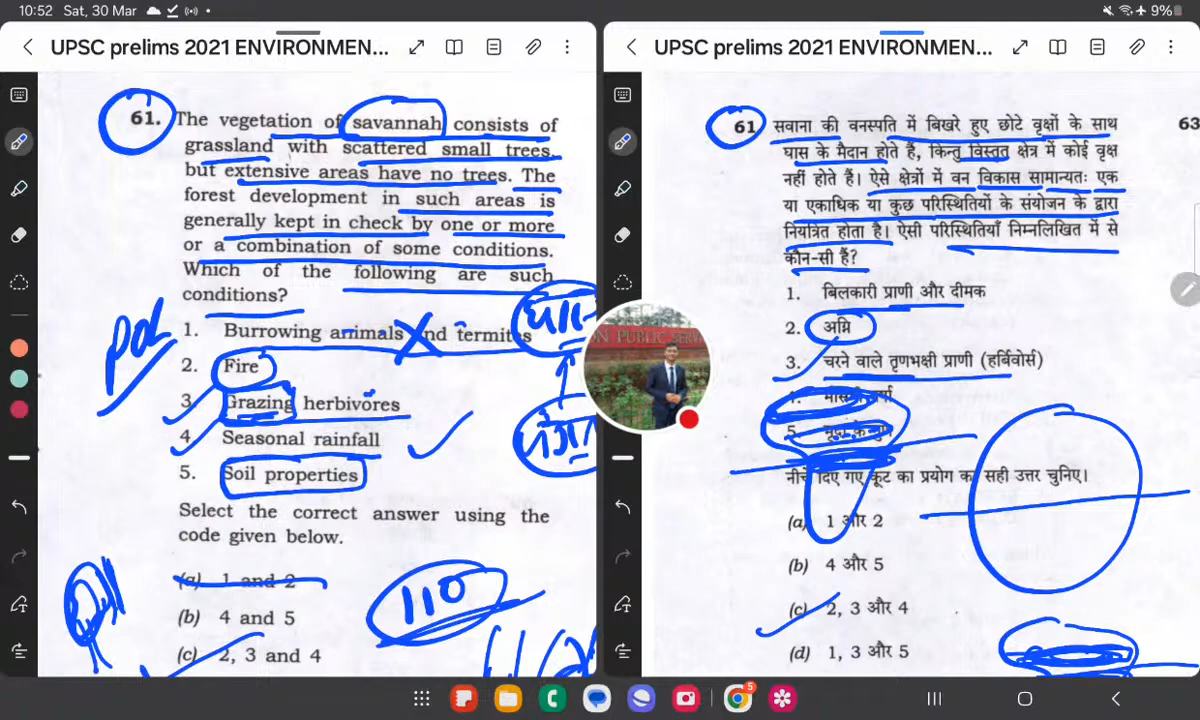 10:52 Sat, 30 Mar
9%
UPSC prelims 2021 ENVIRONMEN...
61. The vegetation of savannah consists of
grassland with scattered small trees,
but extensive areas have no trees. The
forest development in such areas is
generally kept in check by one or more
or a combination of some conditions.
Which of the following are such
conditions?
1. Burrowing animals and termites
2. Fire
3. Grazing herbivores
4. Seasonal rainfall
5. Soil properties
Select the correct answer using the
code given below.
(a) 1 and 2
(b) 4 and 5
(c) 2, 3 and 4
110
UPSC prelims 2021 ENVIRONMEN...
61 सवाना की वनस्पति में बिखरे हुए छोटे वृक्षों के साथ
घास के मैदान होते हैं, किन्तु विस्तृत क्षेत्र में कोई वृक्ष
नहीं होते हैं। ऐसे क्षेत्रों में वन विकास सामान्यतः एक
या एकाधिक या कुछ परिस्थितियों के संयोजन के द्वारा
नियंत्रित होता है। ऐसी परिस्थितियाँ निम्नलिखित में से
कौन-सी हैं?
1. बिलकारी प्राणी और दीमक
2. अग्नि
3. चरने वाले तृणभक्षी प्राणी (हर्बिवोर्स)
5.
नीचे दिए गए कूट का प्रयोग कर सही उत्तर चुनिए।
(a) 1 और 2
(b) 4 और 5
(c) 2, 3 और 4
(d) 1, 3 और 5
63
5